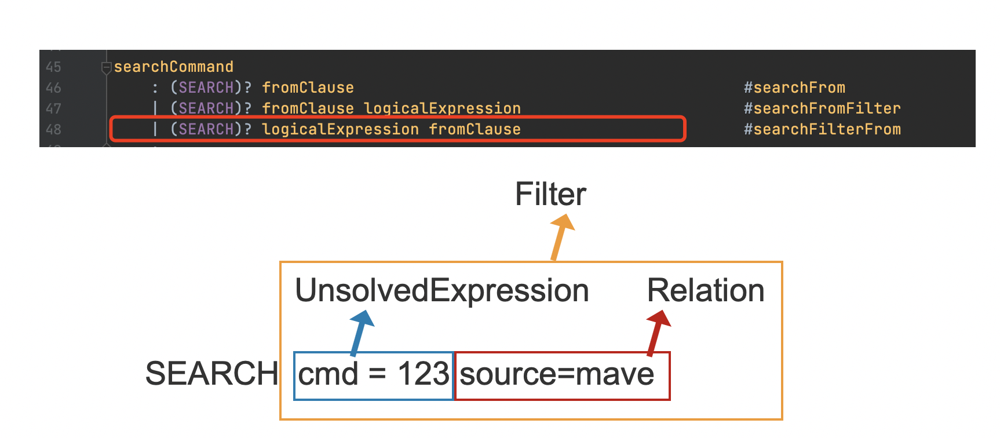 45 searchCommand
46 : (SEARCH)? fromClause #searchFrom
47 | (SEARCH)? fromClause logicalExpression #searchFromFilter
48 | (SEARCH)? logicalExpression fromClause #searchFilterFrom
Filter
UnsolvedExpression Relation
SEARCH cmd = 123 source=mave